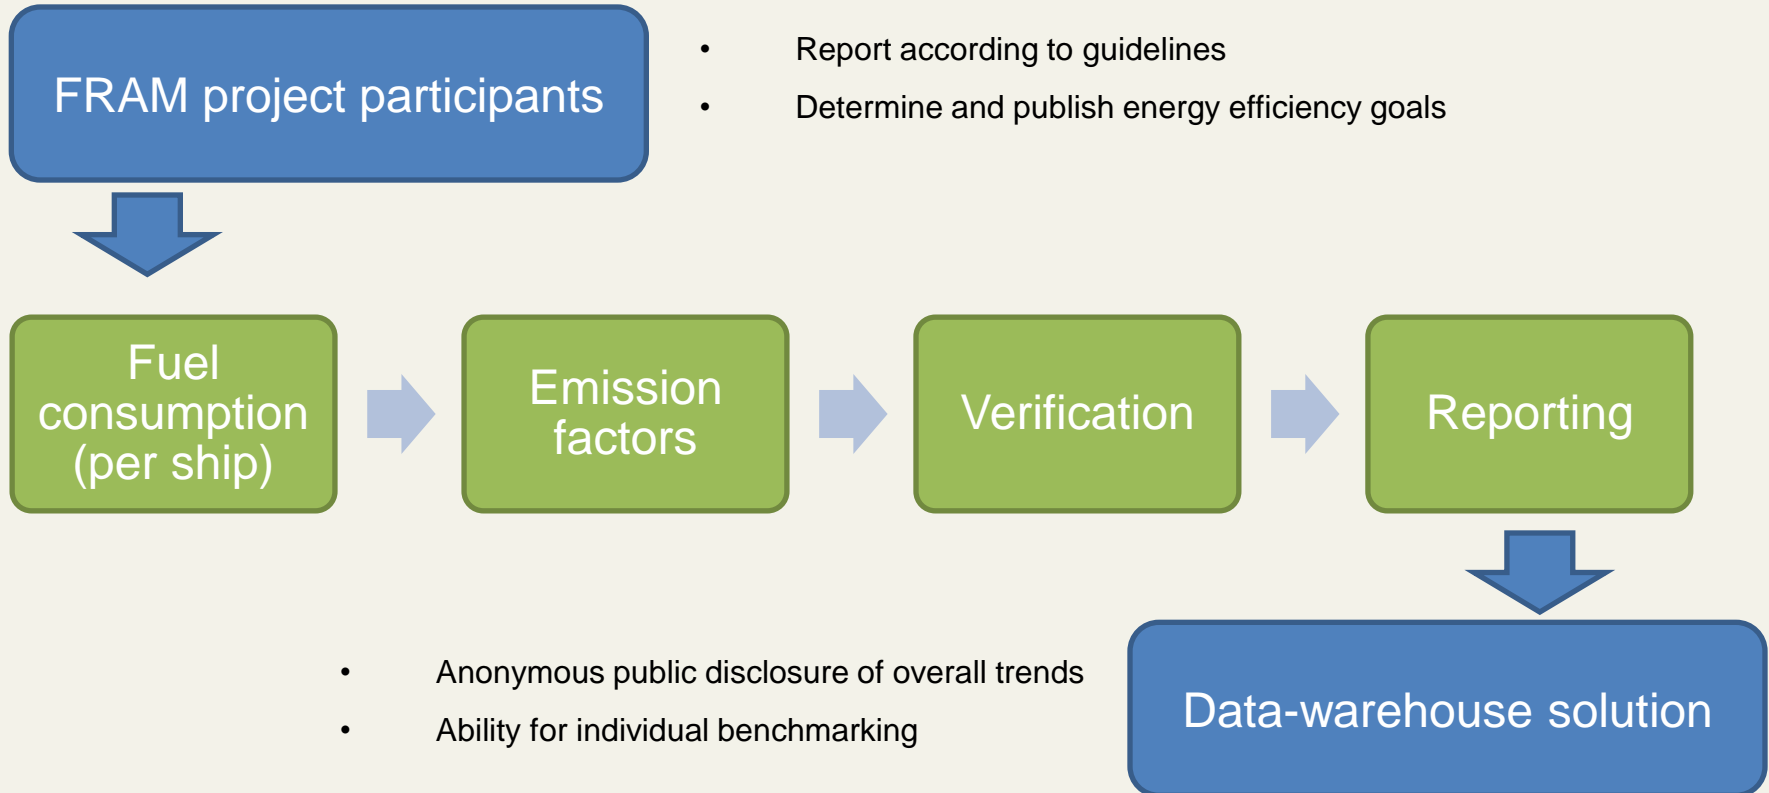 FRAM project participants
• Report according to guidelines
• Determine and publish energy efficiency goals
Fuel
consumption
(per ship)
Emission
factors
Verification
Reporting
• Anonymous public disclosure of overall trends
• Ability for individual benchmarking
Data-warehouse solution